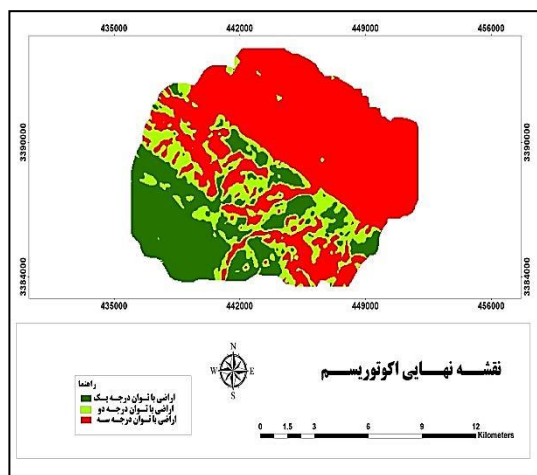 435000 442000 449000 456000
3390000 3390000
3384000 3384000
435000 442000 449000 456000
نقشه نهایی اکوتوریسم
N
W E
S
راهنما
اراضی با توان درجه یک
اراضی با توان درجه دو
اراضی با توان درجه سه
0 1.5 3 6 9 12
Kilometers